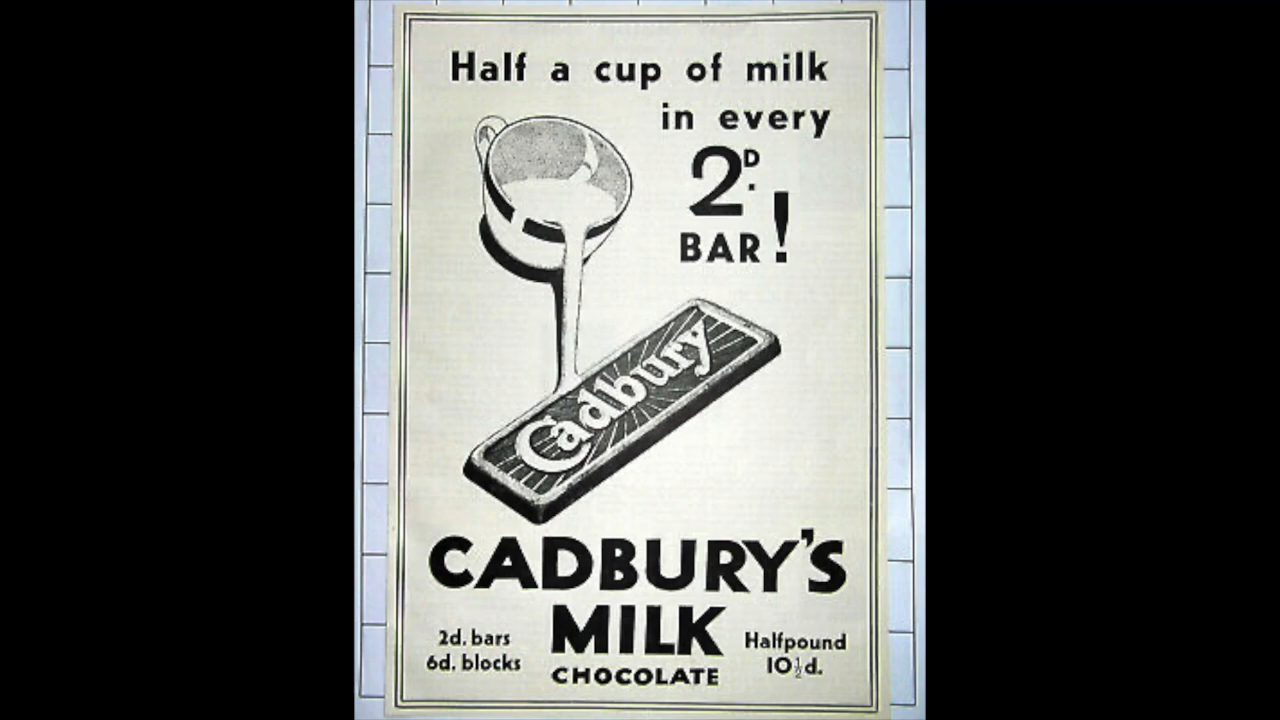 Half a cup of milk
in every
2D.
BAR!
Cadbury
CADBURY'S
MILK
CHOCOLATE
2d. bars
6d. blocks
Halfpound
10½d.